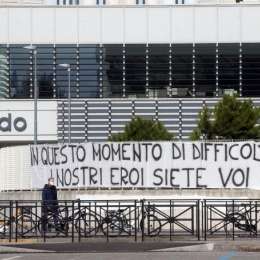 do
IN QUESTO MOMENTO DI DIFFICOL
I NOSTRI EROI SIETE VOI